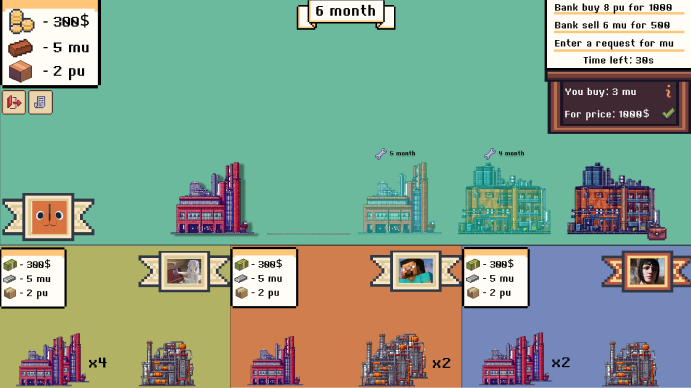 - 300$
- 5 mu
- 2 pu
6 month
Bank buy 8 pu for 1000
Bank sell 6 mu for 500
Enter a request for mu
Time left: 30s
You buy: 3 mu
For price: 1000$
5 month
4 month
- 300$
- 5 mu
- 2 pu
x4
- 300$
- 5 mu
- 2 pu
x2
- 300$
- 5 mu
- 2 pu
x2